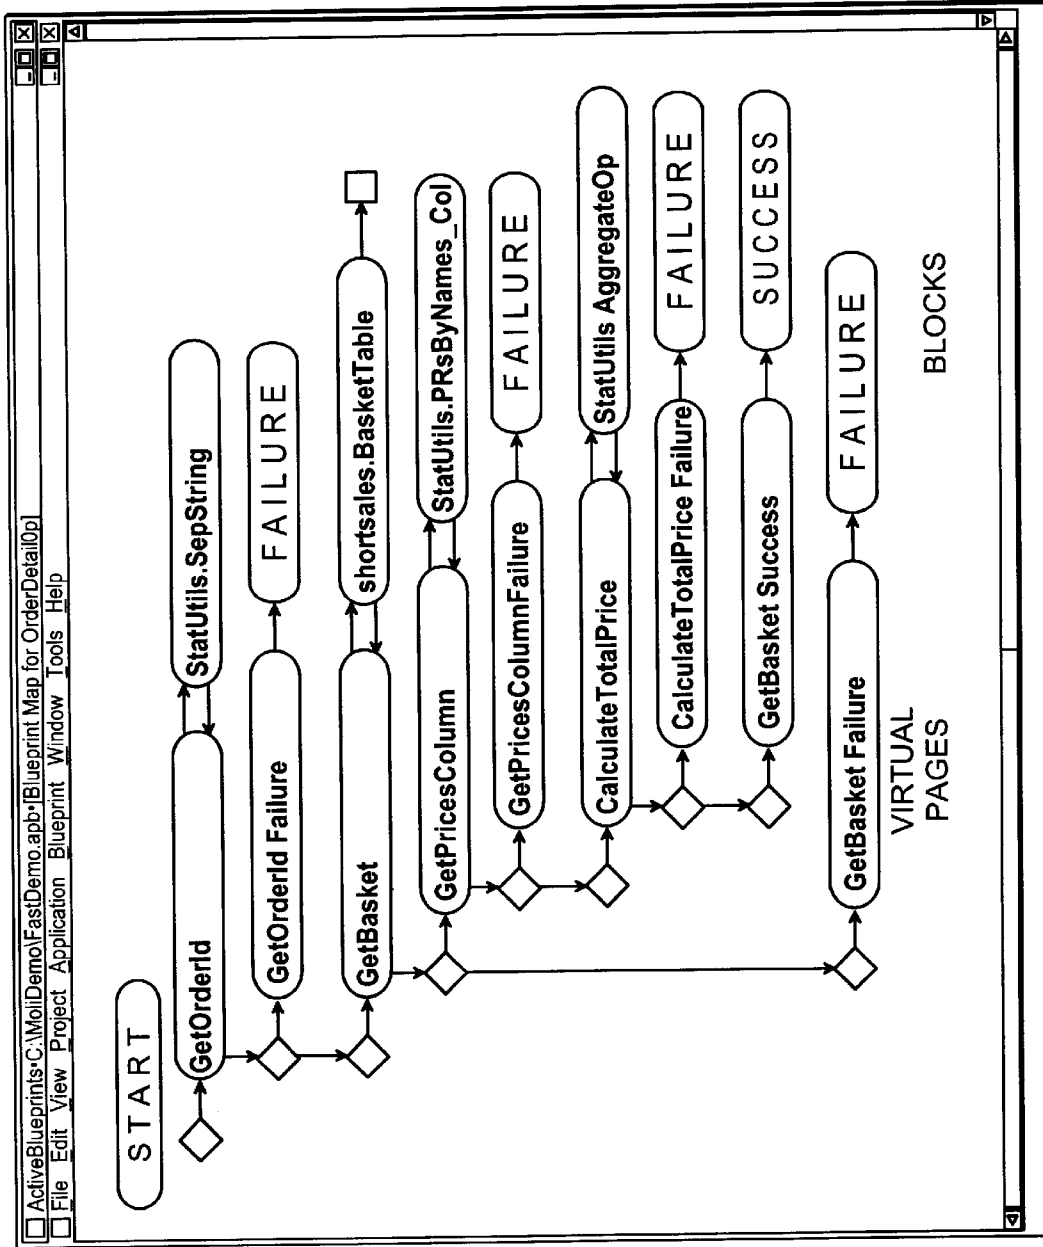 ActiveBlueprints•C:\MoliDemo\FastDemo.apb•[Blueprint Map for OrderDetail0p]
File Edit View Project Application Blueprint Window Tools Help
START
GetOrderId
StatUtils.SepString
GetOrderId Failure
FAILURE
GetBasket
shortsales.BasketTable
GetPricesColumn
StatUtils.PRsByNames_Col
GetPricesColumnFailure
FAILURE
CalculateTotalPrice
StatUtils AggregateOp
CalculateTotalPrice Failure
FAILURE
GetBasket Success
SUCCESS
GetBasket Failure
FAILURE
VIRTUAL
PAGES
BLOCKS